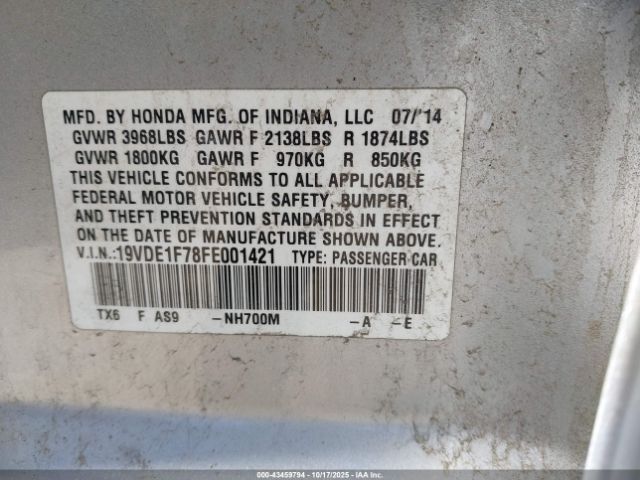 MFD. BY HONDA MFG. OF INDIANA, LLC 07/'14
GVWR 3968LBS GAWR F 2138LBS R 1874LBS
GVWR 1800KG GAWR F 970KG R 850KG
THIS VEHICLE CONFORMS TO ALL APPLICABLE
FEDERAL MOTOR VEHICLE SAFETY, BUMPER,
AND THEFT PREVENTION STANDARDS IN EFFECT
ON THE DATE OF MANUFACTURE SHOWN ABOVE.
V.I.N.:19VDE1F78FE001421 TYPE: PASSENGER CAR
TX6 F AS9 -NH700M -A -E
000-43459794 | 10/17/2025 | IAAI.COM